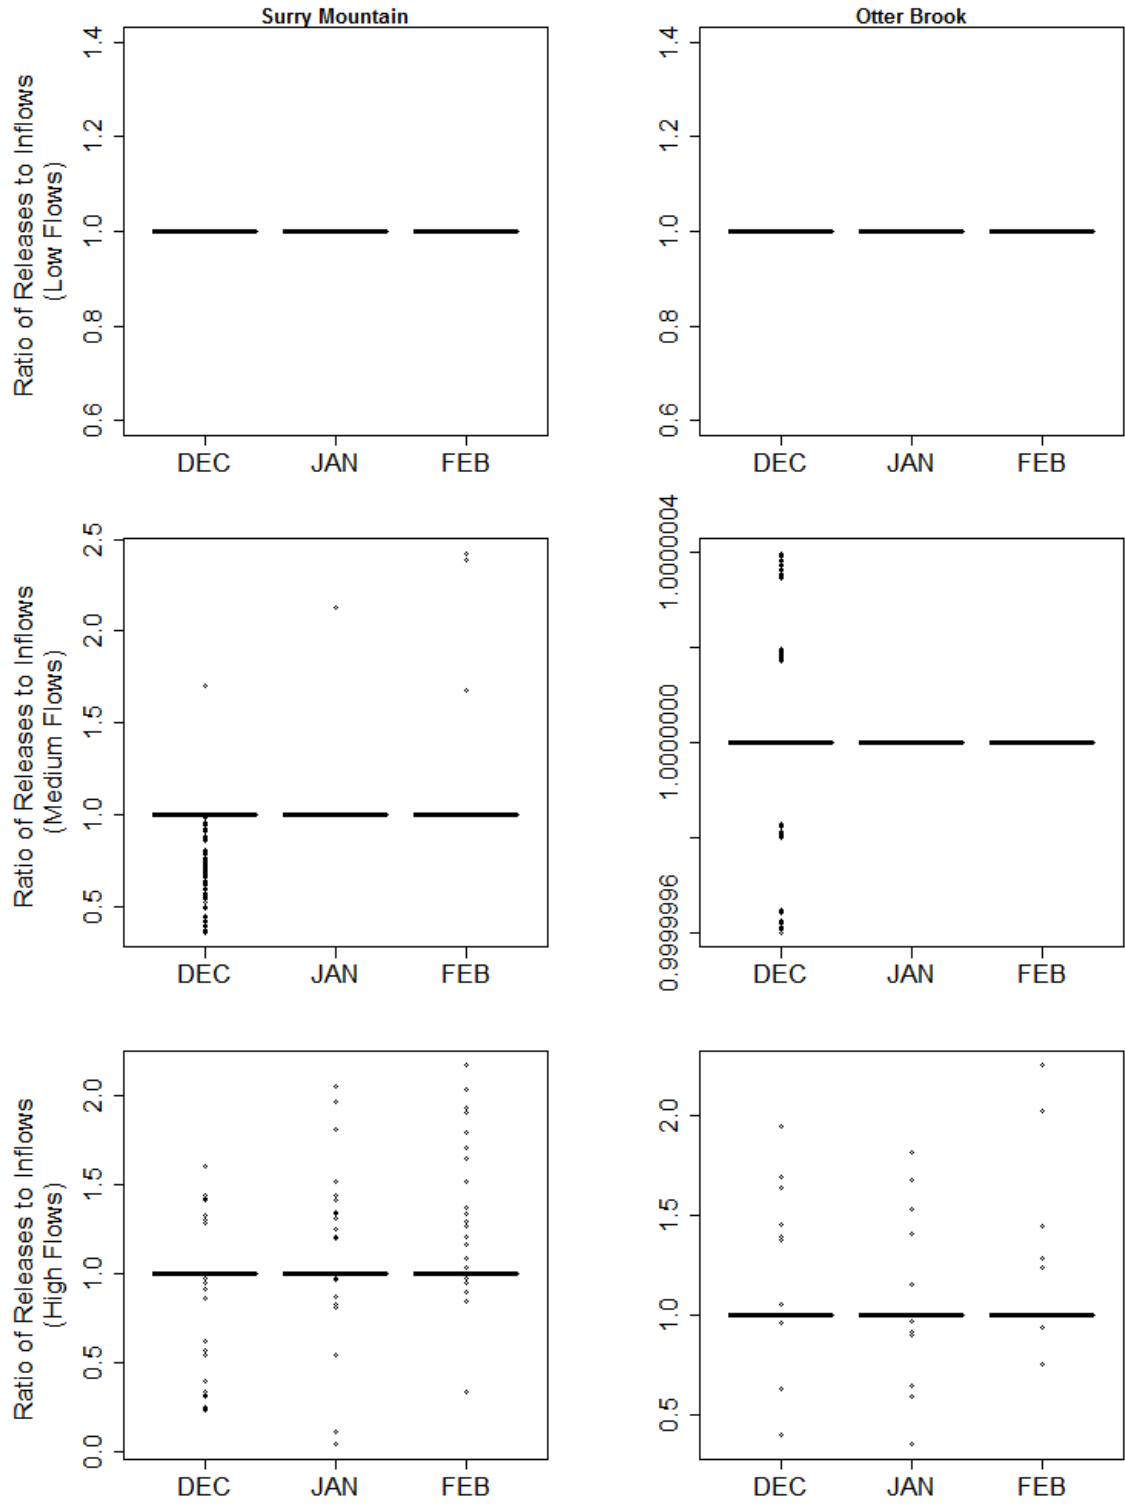 Surry Mountain
Otter Brook
Ratio of Releases to Inflows
(Low Flows)
1.4
1.2
1.0
0.8
0.6
DEC JAN FEB
1.4
1.2
1.0
0.8
0.6
DEC JAN FEB
Ratio of Releases to Inflows
(Medium Flows)
2.5
2.0
1.5
1.0
0.5
DEC JAN FEB
1.0000004
1.0000000
0.9999996
DEC JAN FEB
Ratio of Releases to Inflows
(High Flows)
2.0
1.5
1.0
0.5
0.0
DEC JAN FEB
2.0
1.5
1.0
0.5
DEC JAN FEB